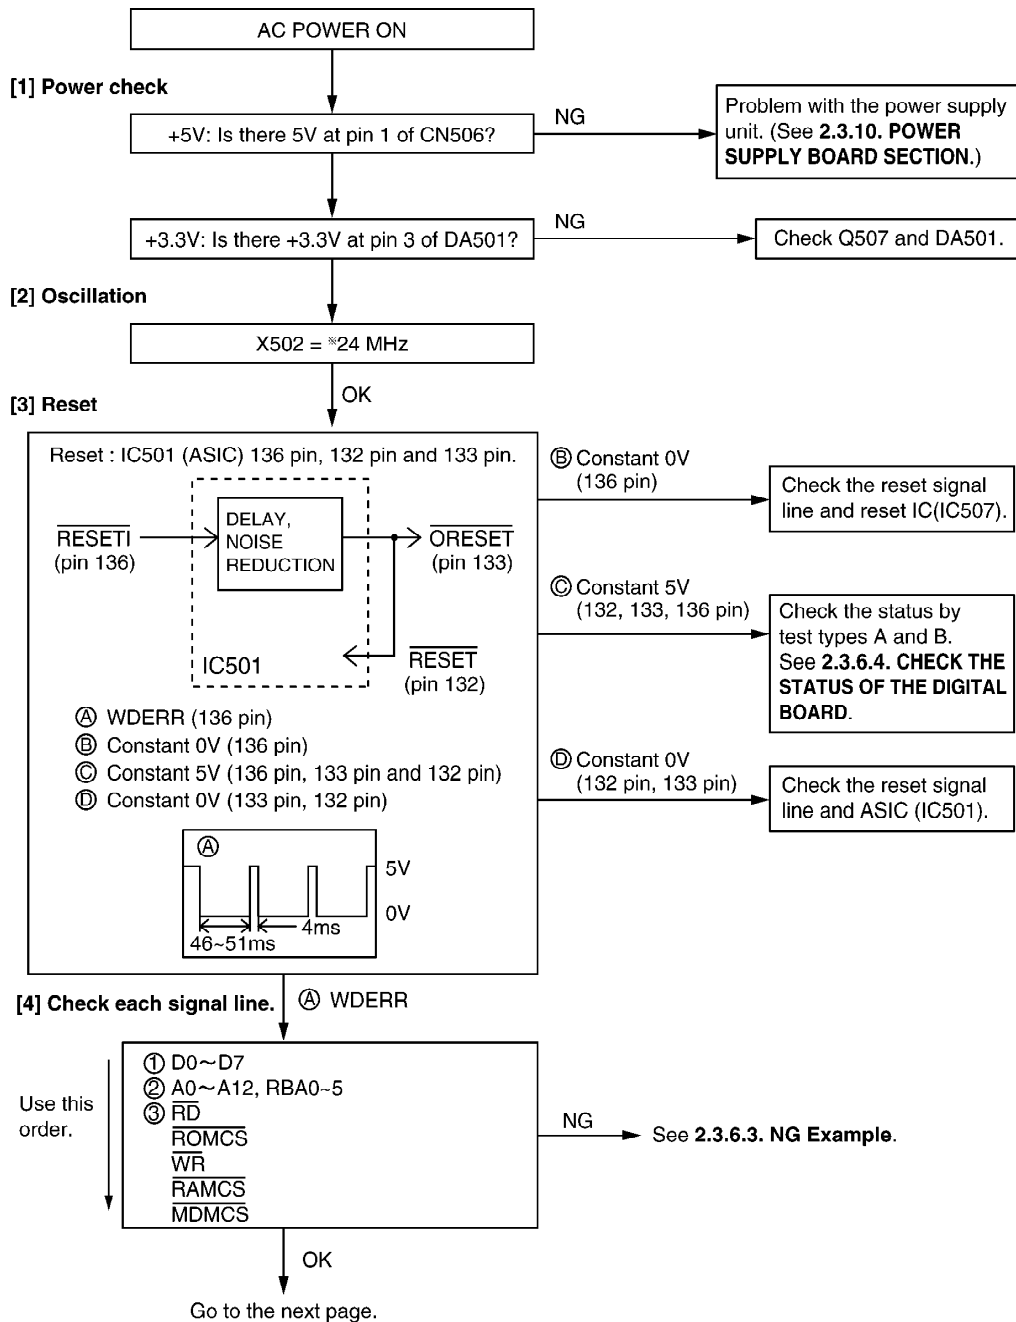 AC POWER ON
[1] Power check
+5V: Is there 5V at pin 1 of CN506?
NG
Problem with the power supply
unit. (See 2.3.10. POWER
SUPPLY BOARD SECTION.)
+3.3V: Is there +3.3V at pin 3 of DA501?
NG
Check Q507 and DA501.
[2] Oscillation
X502 = ※24 MHz
OK
[3] Reset
Reset : IC501 (ASIC) 136 pin, 132 pin and 133 pin.
RESETI
(pin 136)
DELAY,
NOISE
REDUCTION
ORESET
(pin 133)
IC501
RESET
(pin 132)
Ⓐ WDERR (136 pin)
Ⓑ Constant 0V (136 pin)
Ⓒ Constant 5V (136 pin, 133 pin and 132 pin)
Ⓓ Constant 0V (133 pin, 132 pin)
Ⓐ
5V
0V
4ms
46~51ms
Ⓑ Constant 0V
(136 pin)
Check the reset signal
line and reset IC(IC507).
Ⓒ Constant 5V
(132, 133, 136 pin)
Check the status by
test types A and B.
See 2.3.6.4. CHECK THE
STATUS OF THE DIGITAL
BOARD.
Ⓓ Constant 0V
(132 pin, 133 pin)
Check the reset signal
line and ASIC (IC501).
[4] Check each signal line.
Ⓐ WDERR
Use this
order.
① D0~D7
② A0~A12, RBA0~5
③ RD
ROMCS
WR
RAMCS
MDMCS
NG
See 2.3.6.3. NG Example.
OK
Go to the next page.